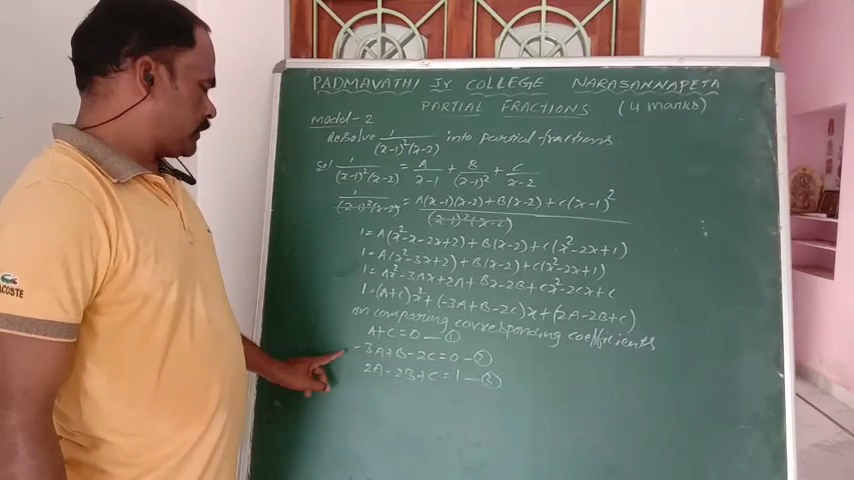 PADMAVATHI Jr COLLEGE NARASANNAPETA
PARTIAL FRACTIONS (4 marks)
model-2
Resolve 1/(x-1)²(x-2) into partial fractions
Sol 1/(x-1)²(x-2) = A/x-1 + B/(x-1)² + C/x-2
1/(x-1)²(x-2) = A(x-1)(x-2)+B(x-2)+C(x-1)²/(x-1)²(x-2)
1=A(x²-x-2x+2)+B(x-2)+C(x²-2x+1)
1=A(x²-3x+2)+B(x-2)+C(x²-2x+1)
1=Ax²-3Ax+2A+Bx-2B+Cx²-2Cx+C
1=(A+C)x²+(-3A+B-2C)x+(2A-2B+C)
on comparing corresponding coefficients
A+C=0-①
-3A+B-2C=0-②
2A-2B+C=1-③
Scott